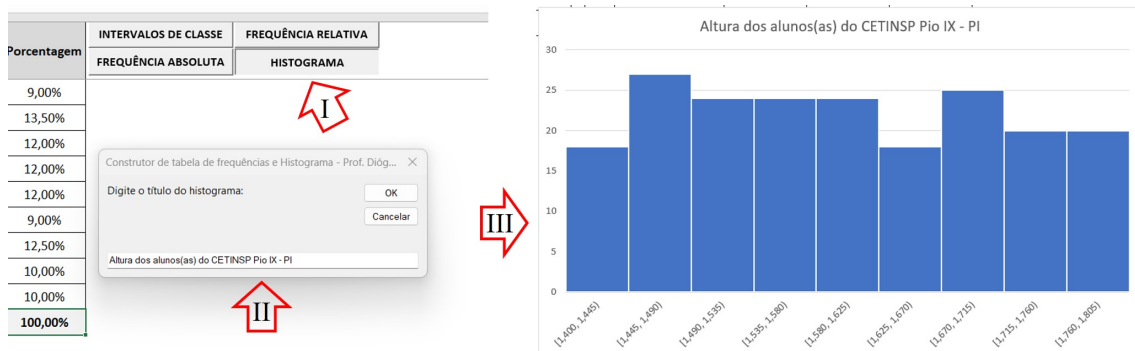 Porcentagem
INTERVALOS DE CLASSE
FREQUÊNCIA RELATIVA
FREQUÊNCIA ABSOLUTA
HISTOGRAMA
9,00%
13,50%
12,00%
12,00%
12,00%
9,00%
12,50%
10,00%
10,00%
100,00%
I
Construtor de tabela de frequências e Histograma - Prof. Dióg...
Digite o título do histograma:
OK
Cancelar
Altura dos alunos(as) do CETINSP Pio IX - PI
II
III
Altura dos alunos(as) do CETINSP Pio IX - PI
30
25
20
15
10
5
0
[1,400, 1,445)
[1,445, 1,490)
[1,490, 1,535)
[1,535, 1,580)
[1,580, 1,625)
[1,625, 1,670)
[1,670, 1,715)
[1,715, 1,760)
[1,760, 1,805)